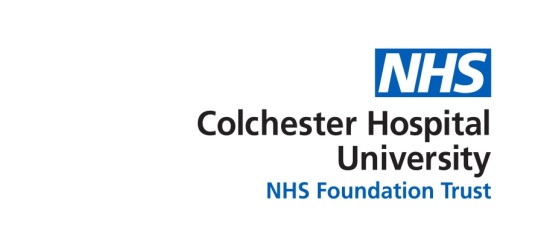 NHS
Colchester Hospital
University
NHS Foundation Trust